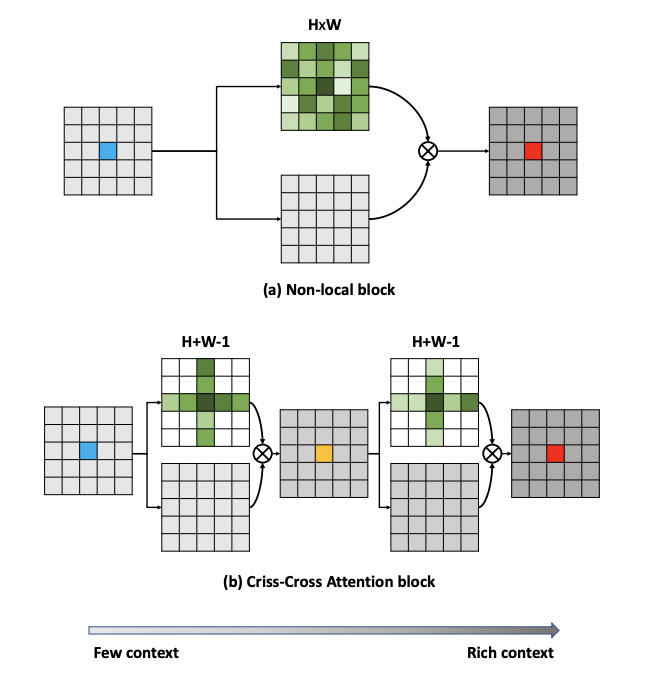 HxW
(a) Non-local block
H+W-1
H+W-1
(b) Criss-Cross Attention block
Few context
Rich context